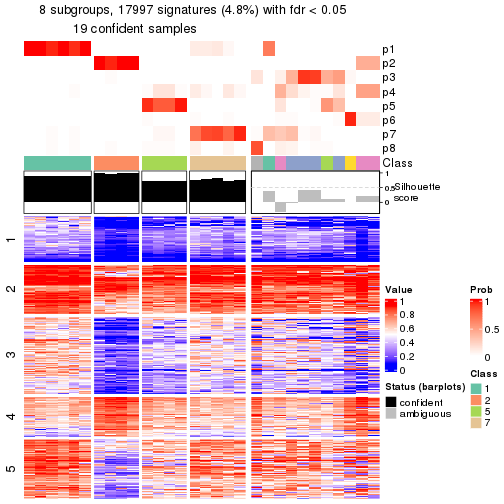 8 subgroups, 17997 signatures (4.8%) with fdr < 0.05
19 confident samples
p1
p2
p3
p4
p5
p6
p7
p8
Class
1
0.5
0
Silhouette
score
1
2
3
4
5
Value
1
0.8
0.6
0.4
0.2
0
Prob
1
0.5
0
Status (barplots)
confident
ambiguous
Class
1
2
5
7